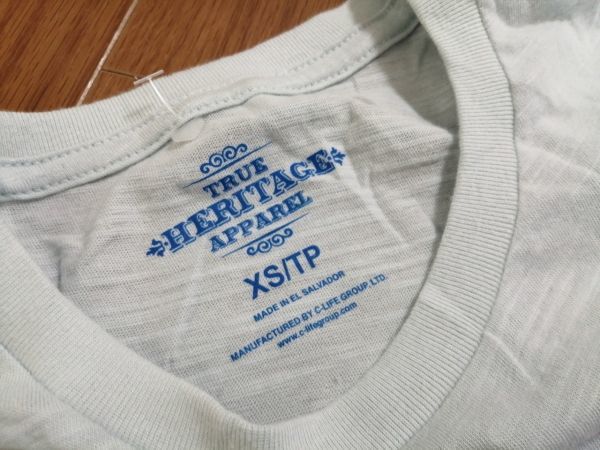 TRUE
HERITAGE
APPAREL
XS/TP
MADE IN EL SALVADOR
MANUFACTURED BY C-LIFE GROUP LTD.
www.c-lifegroup.com